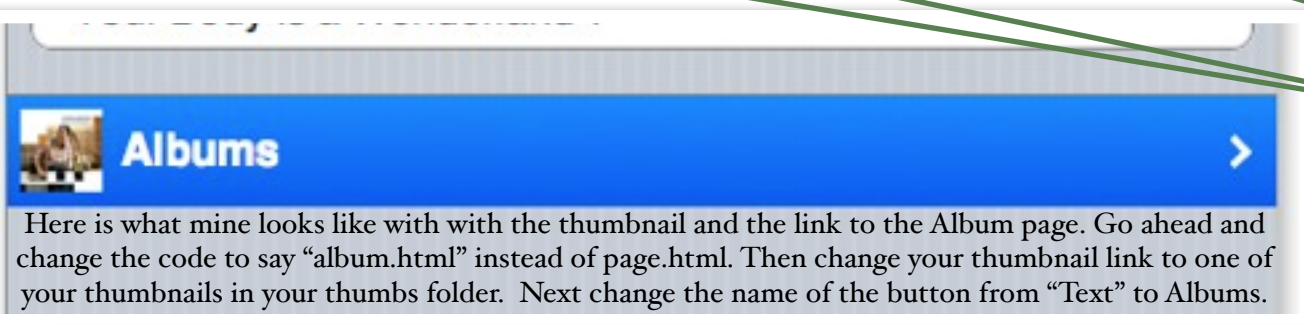 Albums
Here is what mine looks like with with the thumbnail and the link to the Album page. Go ahead and
change the code to say “album.html” instead of page.html. Then change your thumbnail link to one of
your thumbnails in your thumbs folder. Next change the name of the button from “Text” to Albums.